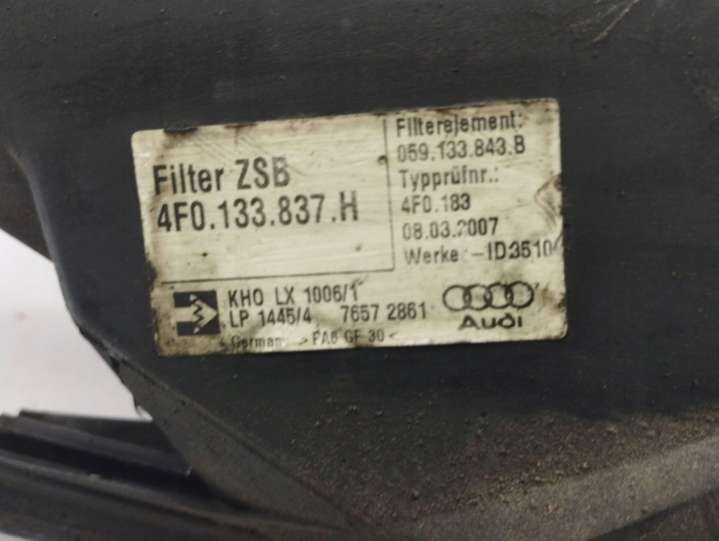 Filter ZSB
4F0.133.837.H
Filterelement:
059.133.843.B
Typprüfnr.:
4F0.183
08.03.2007
Werke:-ID3510
KHO LX 1006/1
LP 1445/4 7657 2861
German >PA6 GF 30<
Audi